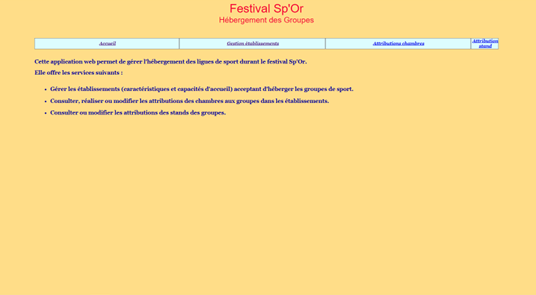 Festival Sp'Or
Hébergement des Groupes
Accueil
Gestion établissements
Attributions chambres
Attribution
stand
Cette application web permet de gérer l'hébergement des lignes de sport durant le festival Sp'Or.
Elle offre les services suivants :
• Gérer les établissements (caractéristiques et capacités d'accueil) acceptant d'héberger les groupes de sport.
• Consulter, réaliser ou modifier les attributions des chambres aux groupes dans les établissements.
• Consulter ou modifier les attributions des stands des groupes.